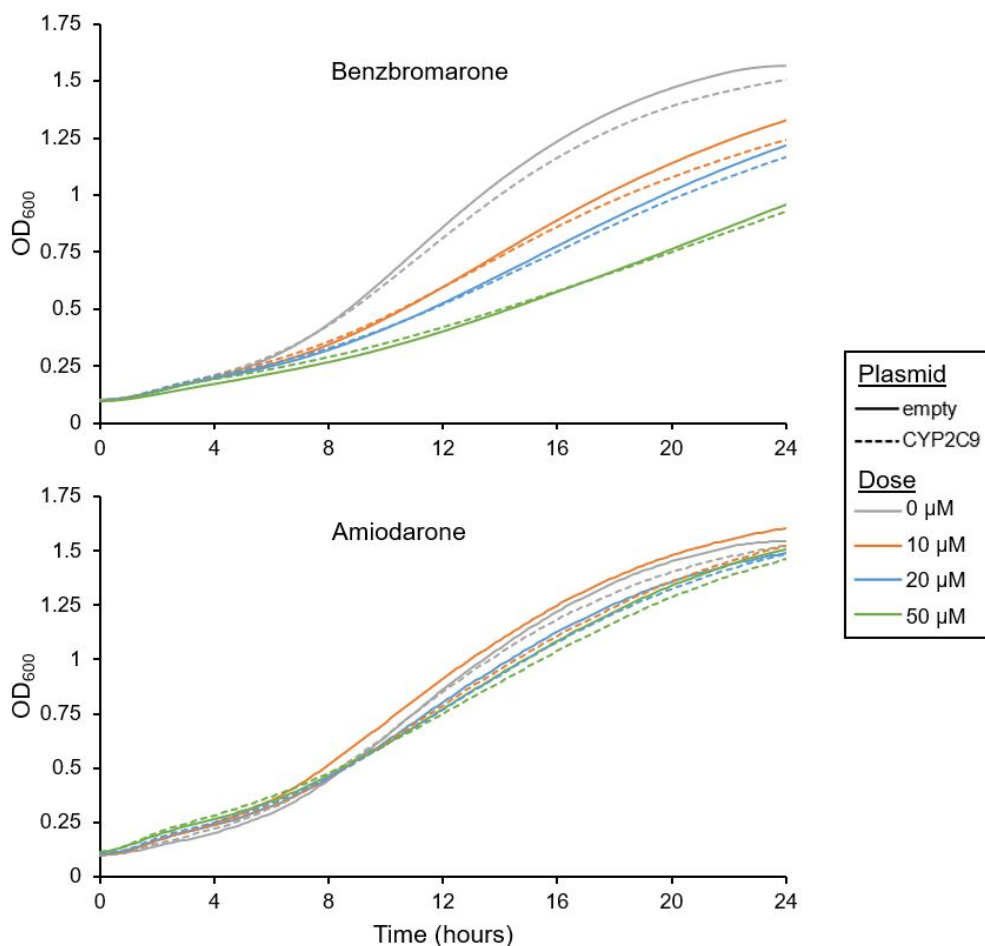 Benzbromarone
OD600
1.75
1.5
1.25
1
0.75
0.5
0.25
0
0 4 8 12 16 20 24
Amiodarone
OD600
1.75
1.5
1.25
1
0.75
0.5
0.25
0
0 4 8 12 16 20 24
Time (hours)
Plasmid
empty
CYP2C9
Dose
0 µM
10 µM
20 µM
50 µM